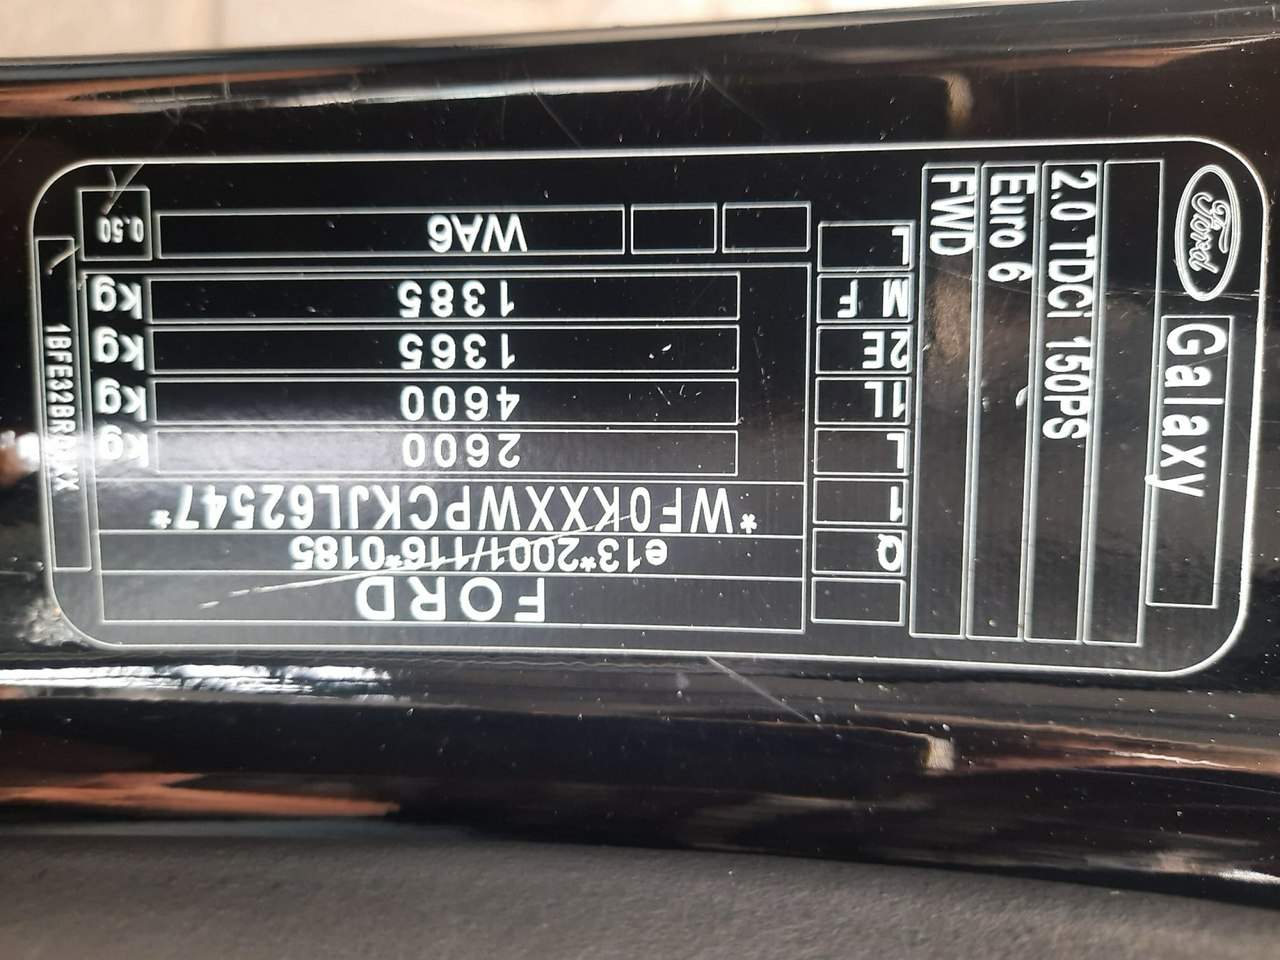 Ford
Galaxy
2.0 TDCi 150PS
Euro 6
FWD
FORD
Q e13*2001/116*0185
1 *WF0KXXWPCKJL62547*
L 2600 kg
1L 4600 kg
2E 1365 kg
M F 1385 kg
L WA6 0.50